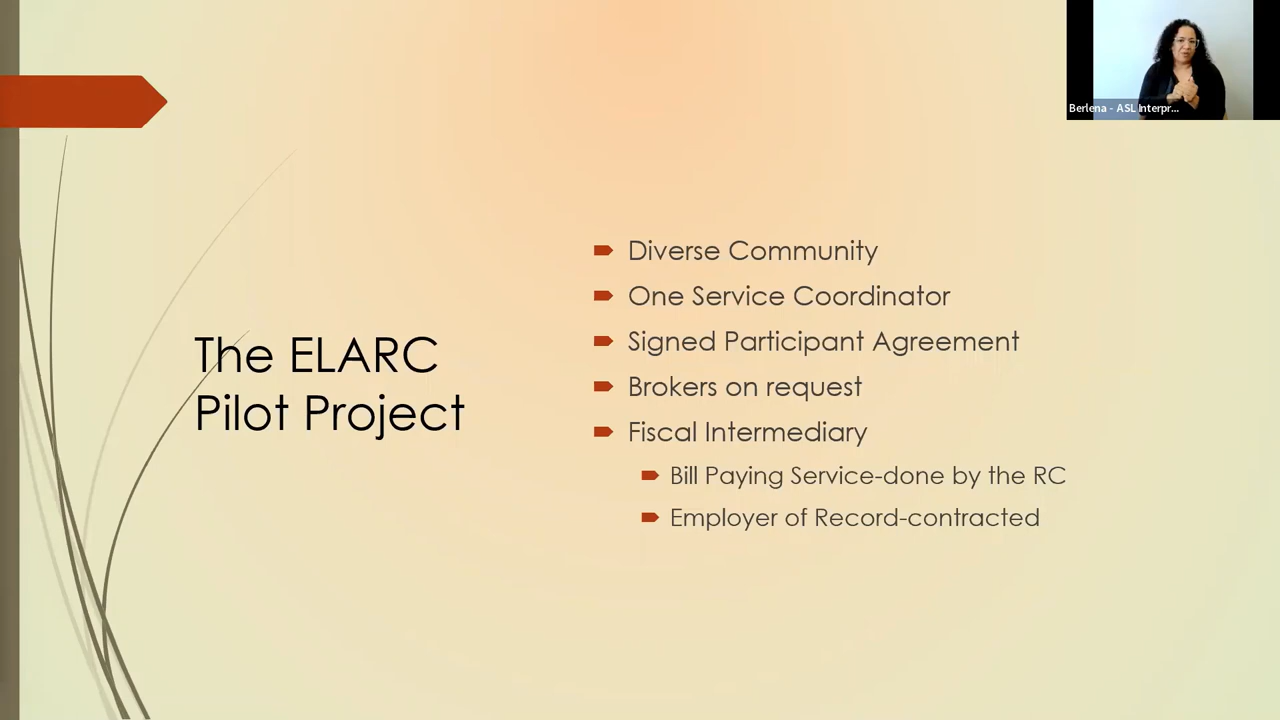 Berlena - ASL Interpr...
The ELARC
Pilot Project
Diverse Community
One Service Coordinator
Signed Participant Agreement
Brokers on request
Fiscal Intermediary
Bill Paying Service-done by the RC
Employer of Record-contracted